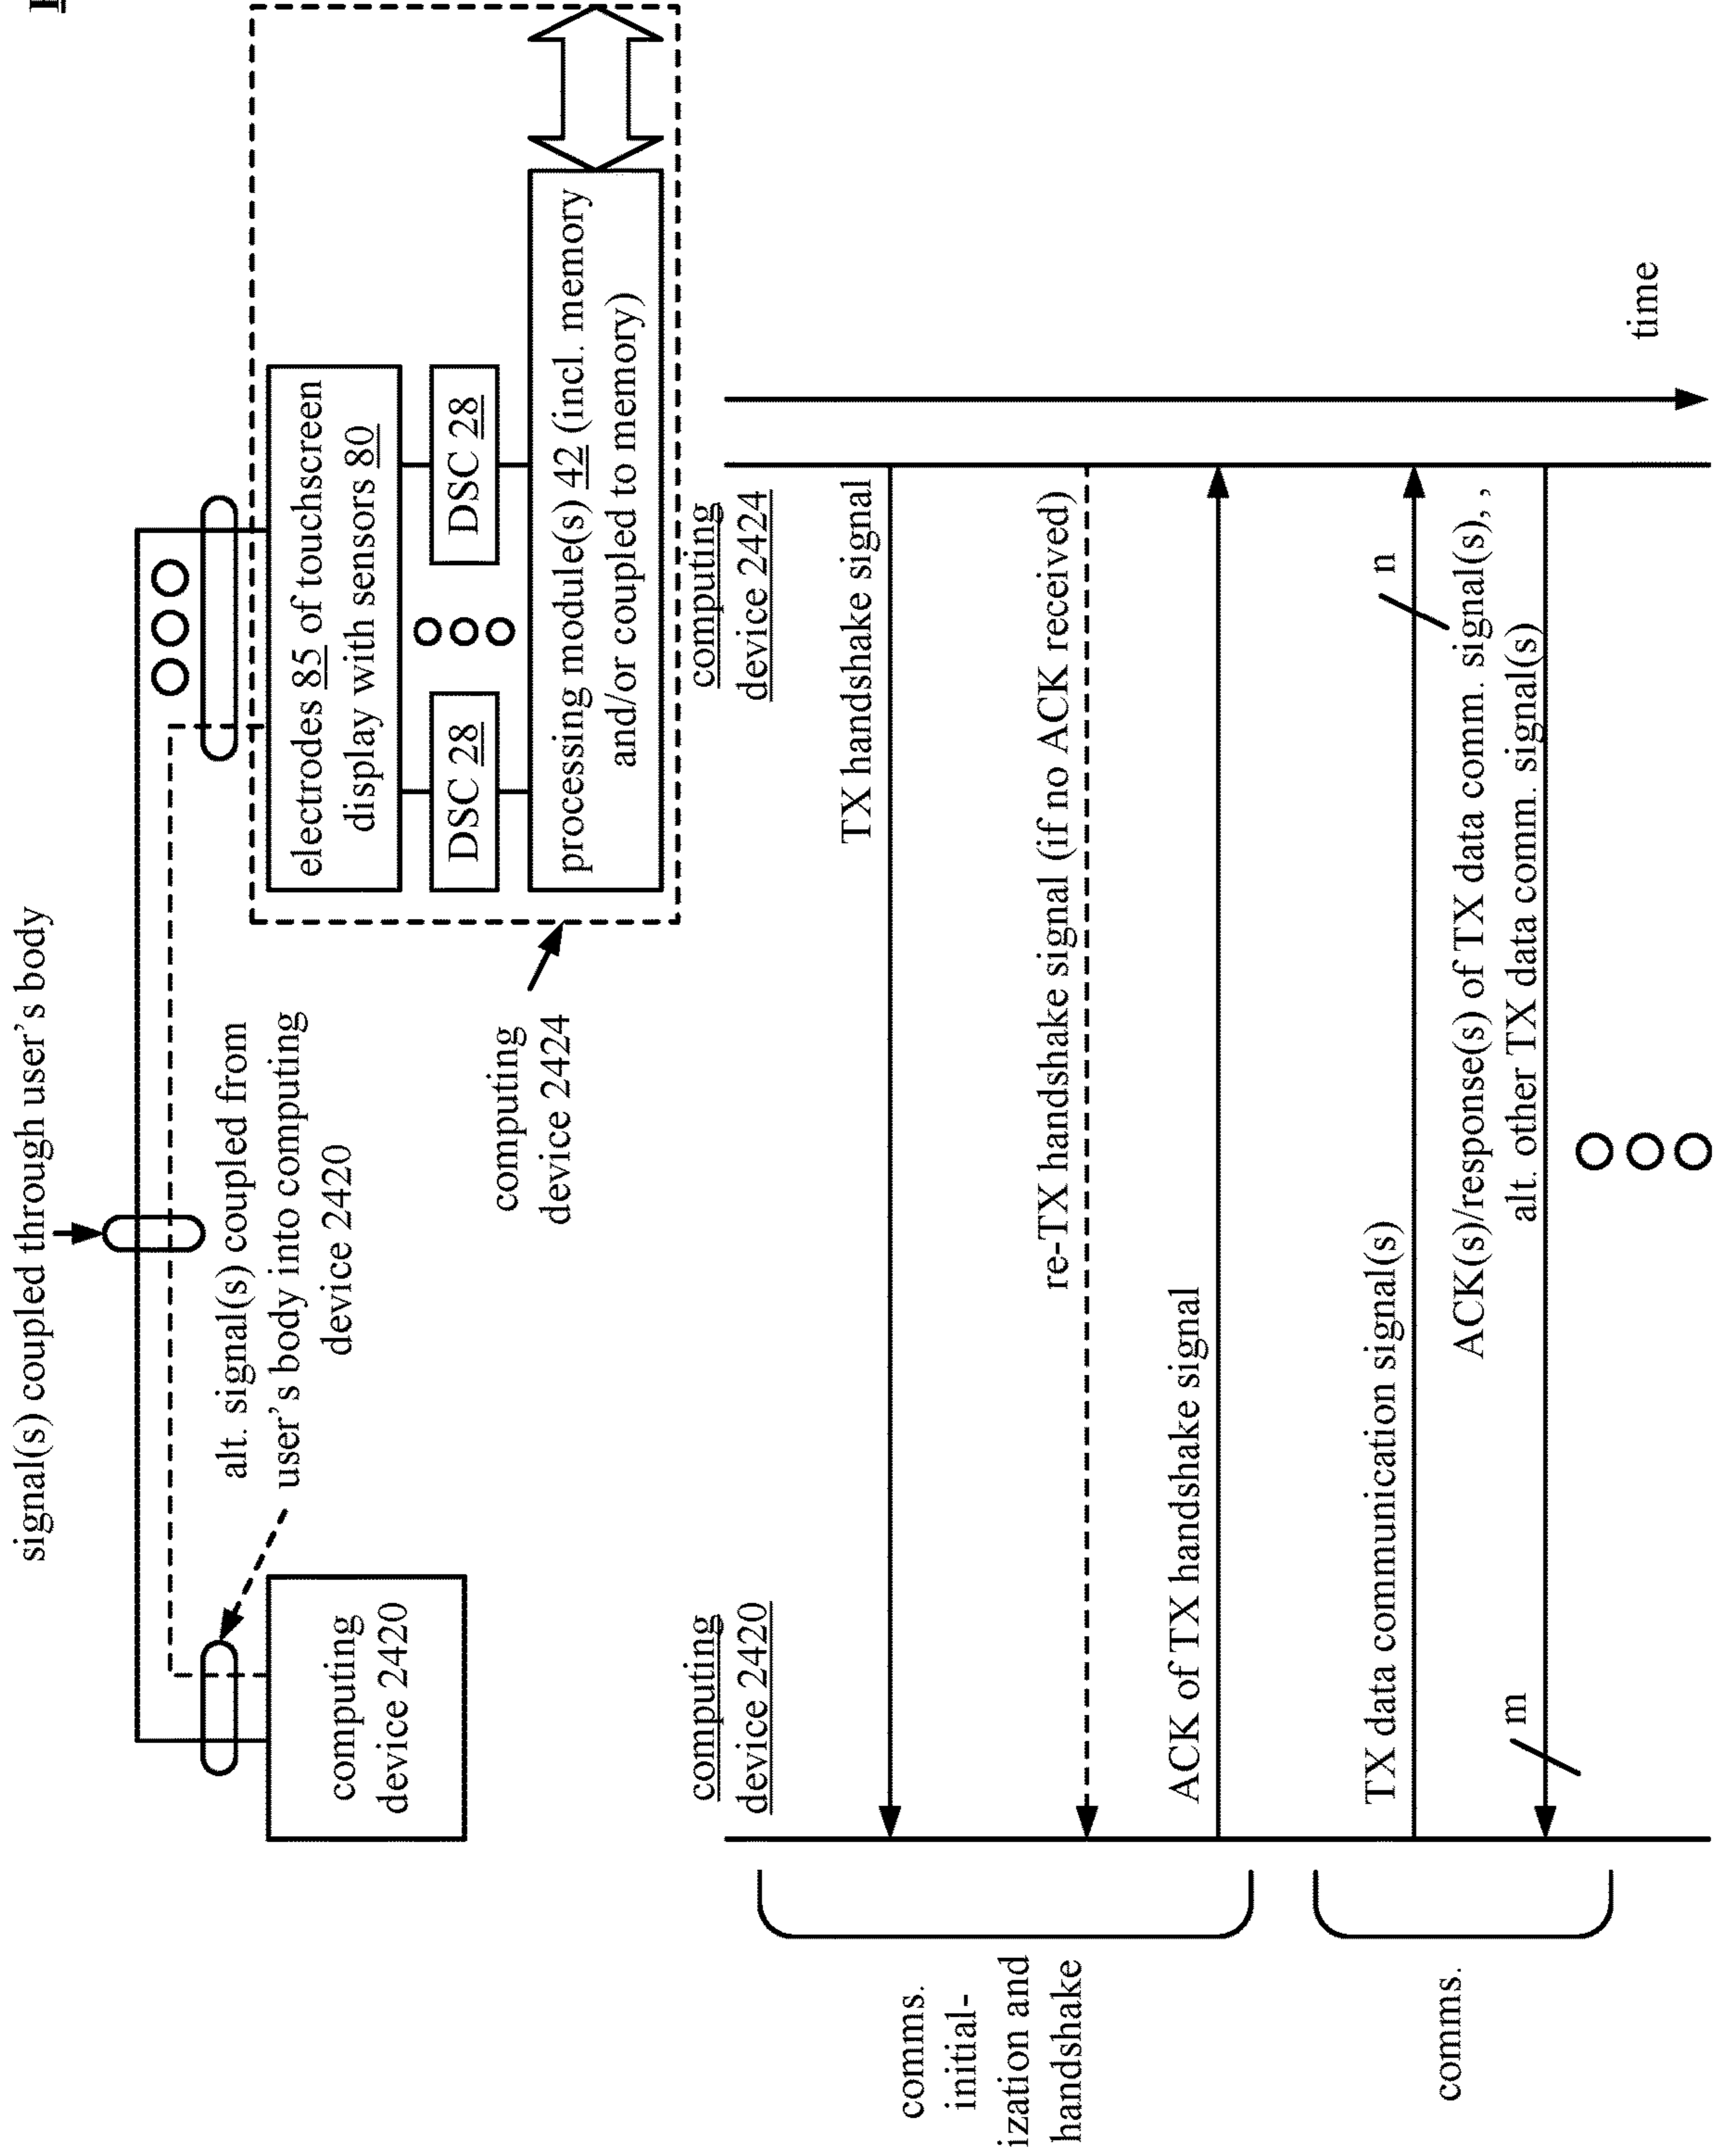 signal(s) coupled through user's body
alt. signal(s) coupled from
user's body into computing
device 2420
computing
device 2420
computing
device 2424
electrodes 85 of touchscreen
display with sensors 80
DSC 28
DSC 28
processing module(s) 42 (incl. memory
and/or coupled to memory)
computing
device 2420
computing
device 2424
comms.
initial-
ization and
handshake
TX handshake signal
re-TX handshake signal (if no ACK received)
ACK of TX handshake signal
comms.
TX data communication signal(s)
n
ACK(s)/response(s) of TX data comm. signal(s), ,
alt. other TX data comm. signal(s)
m
time